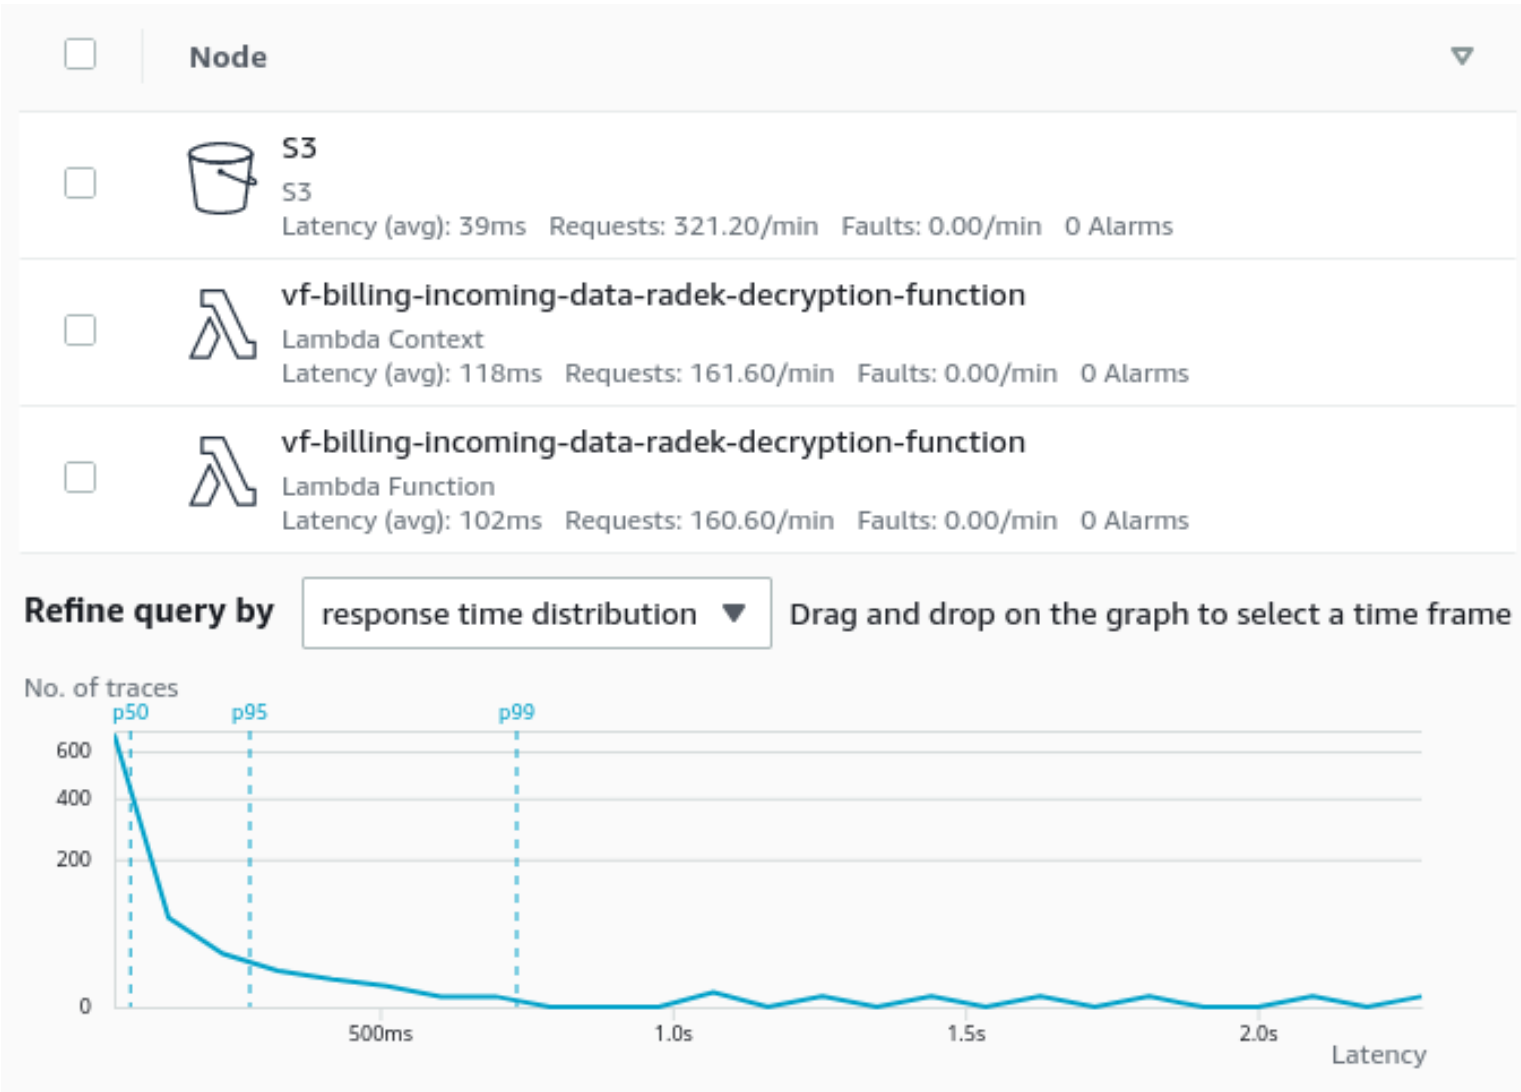 Node
S3
S3
Latency (avg): 39ms Requests: 321.20/min Faults: 0.00/min 0 Alarms
vf-billing-incoming-data-radek-decryption-function
Lambda Context
Latency (avg): 118ms Requests: 161.60/min Faults: 0.00/min 0 Alarms
vf-billing-incoming-data-radek-decryption-function
Lambda Function
Latency (avg): 102ms Requests: 160.60/min Faults: 0.00/min 0 Alarms
Refine query by response time distribution Drag and drop on the graph to select a time frame
No. of traces
p50 p95 p99
600
400
200
0
500ms 1.0s 1.5s 2.0s
Latency